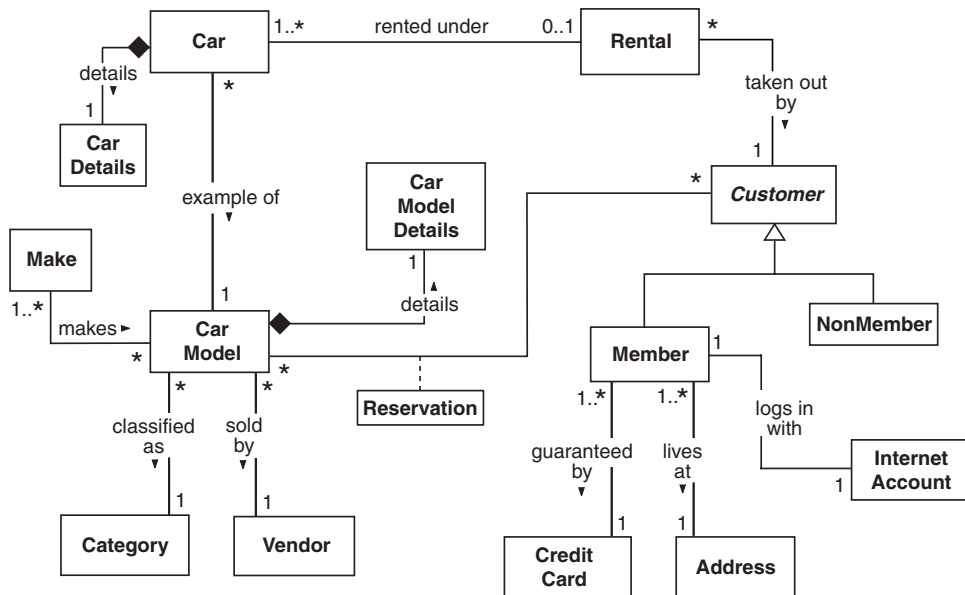 1..* rented under 0..1
Car
Rental
*
details
*
taken out
by
1
Car
Details
1
Car
Model
Details
*
Customer
example of
Make
1
1..*
1
details
makes
Car
Model
NonMember
*
*
*
*
Member
1
Reservation
1..*
1..*
classified
as
sold
by
logs in
with
guaranteed
by
lives
at
Internet
Account
1
1
1
1
1
Category
Vendor
Credit
Card
Address